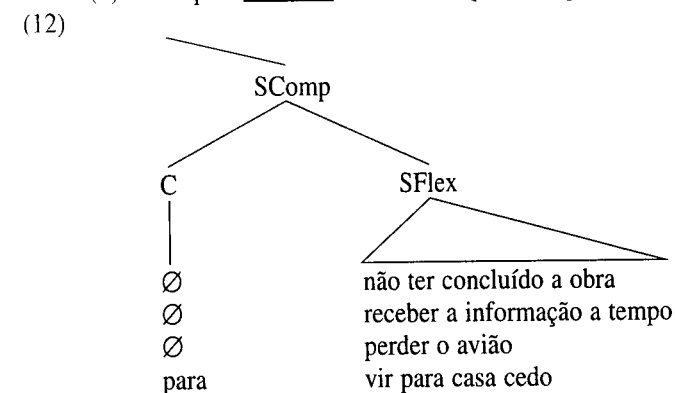 (12)
SComp
C SFlex
∅ não ter concluído a obra
∅ receber a informação a tempo
∅ perder o avião
para vir para casa cedo